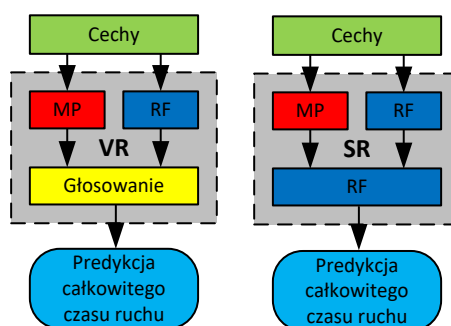 Cechy
MP
RF
VR
Głosowanie
Predykcja
całkowitego
czasu ruchu
Cechy
MP
RF
SR
RF
Predykcja
całkowitego
czasu ruchu